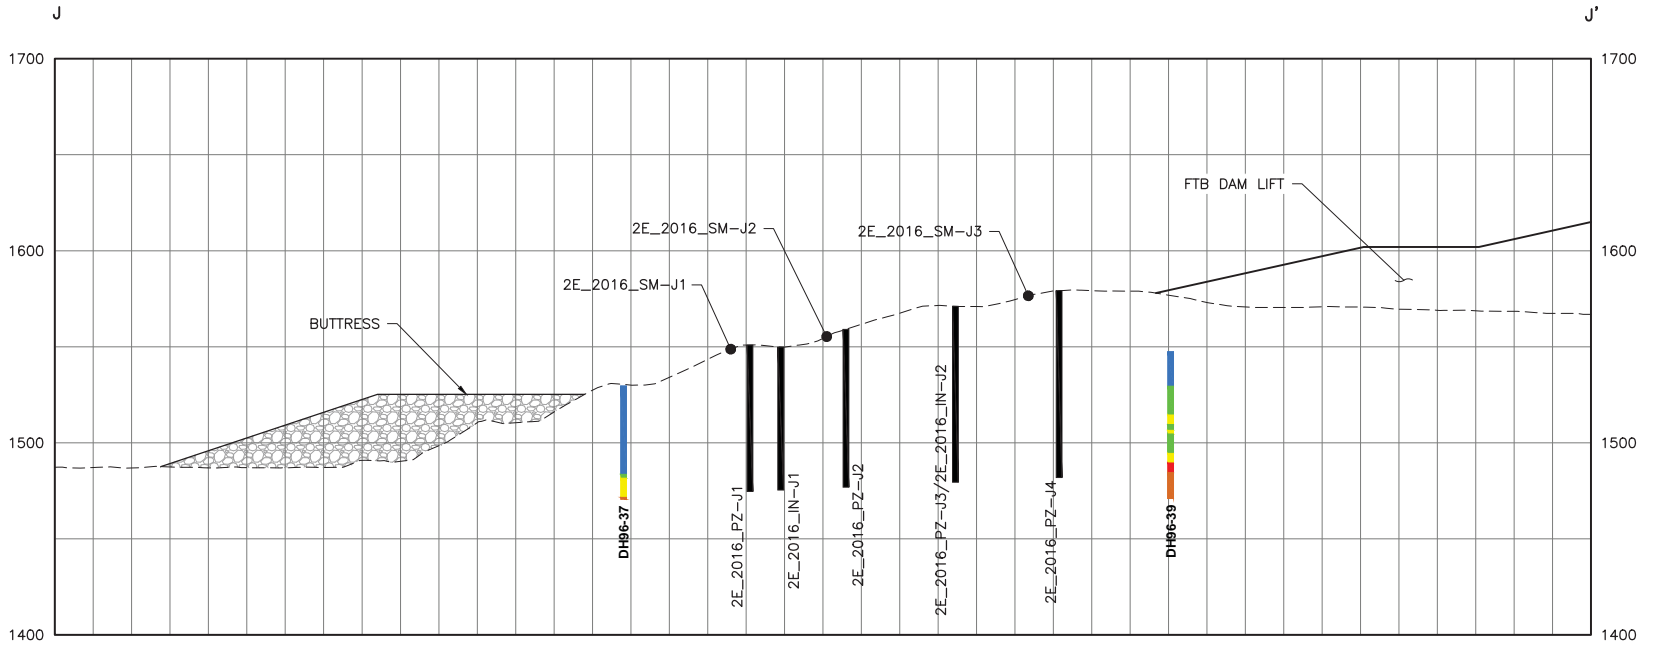 J
J'
1700
1700
FTB DAM LIFT
2E_2016_SM-J2
2E_2016_SM-J3
1600
1600
2E_2016_SM-J1
BUTTRESS
1500
1500
DH96-37
2E_2016_PZ-J1
2E_2016_IN-J1
2E_2016_PZ-J2
2E_2016_PZ-J3/2E_2016_IN-J2
2E_2016_PZ-J4
DH96-39
1400
1400